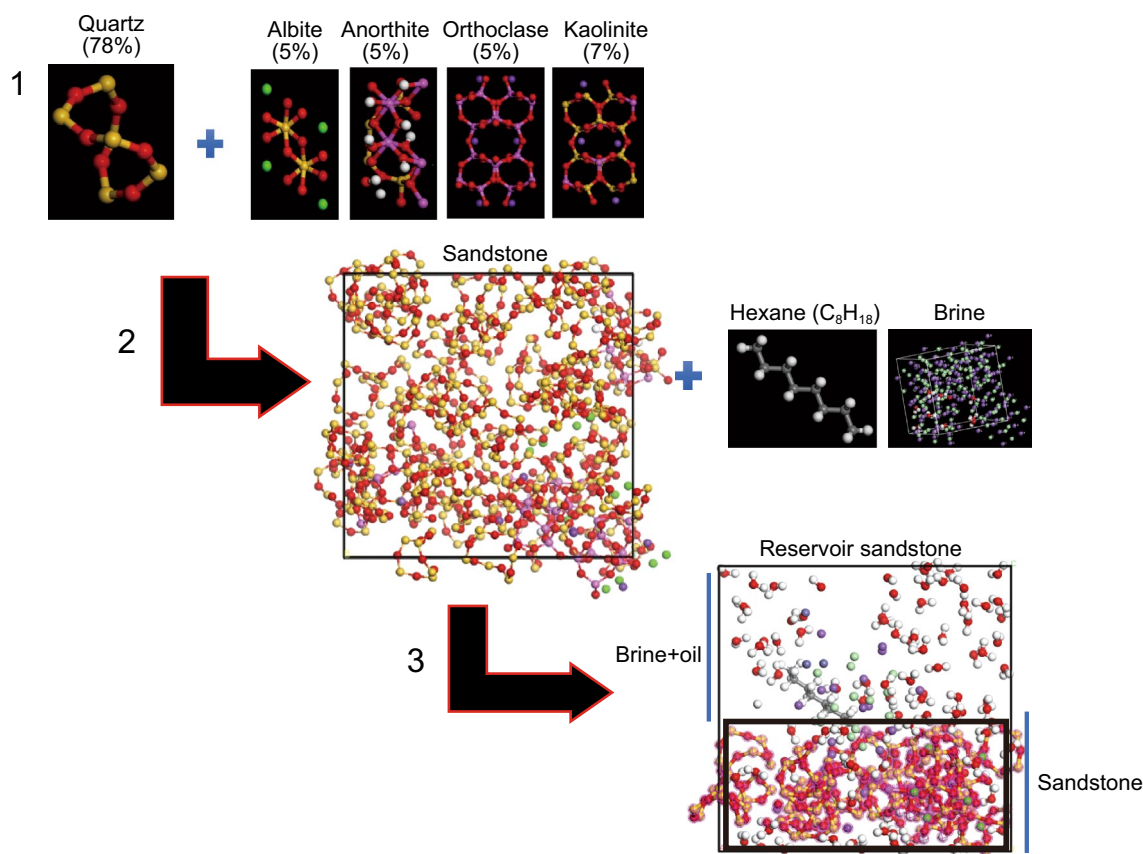 Quartz
(78%)
Albite
(5%)
Anorthite
(5%)
Orthoclase
(5%)
Kaolinite
(7%)
1
Sandstone
2
Hexane (C₈H₁₈)
Brine
Reservoir sandstone
3
Brine+oil
Sandstone